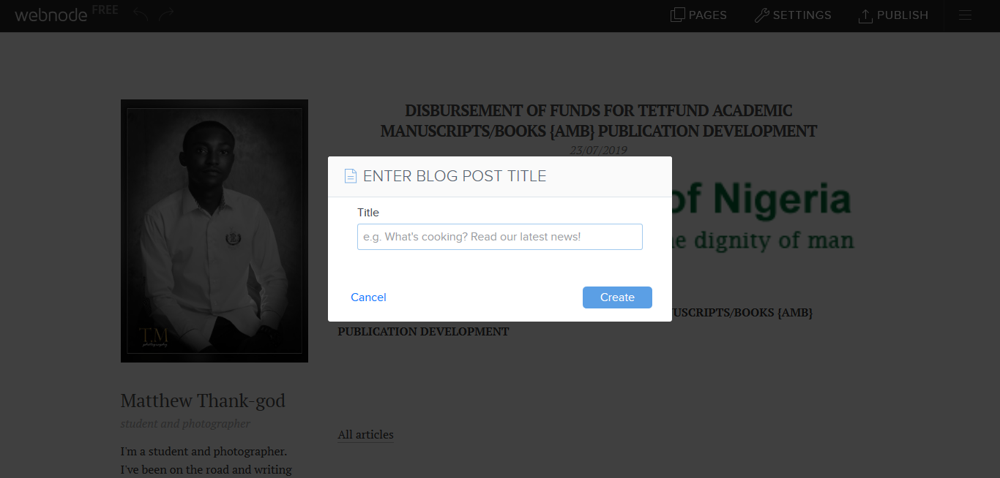 webnode FREE
PAGES
SETTINGS
PUBLISH
DISBURSEMENT OF FUNDS FOR TETFUND ACADEMIC
MANUSCRIPTS/BOOKS {AMB} PUBLICATION DEVELOPMENT
23/07/2019
of Nigeria
dignity of man
ENTER BLOG POST TITLE
Title
e.g. What's cooking? Read our latest news!
Cancel
Create
USCRIPTS/BOOKS {AMB}
PUBLICATION DEVELOPMENT
All articles
T.M
photography
Matthew Thank-god
student and photographer
I'm a student and photographer.
I've been on the road and writing